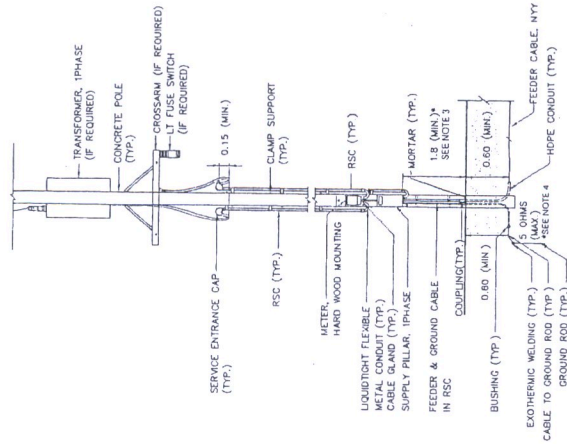 TRANSFORMER, 1PHASE
(IF REQUIRED)
CONCRETE POLE
(TYP.)
CROSSARM (IF REQUIRED)
LT FUSE SWITCH
(IF REQUIRED)
0.15 (MIN.)
SERVICE ENTRANCE CAP
(TYP.)
CLAMP SUPPORT
(TYP.)
RSC (TYP.)
RSC (TYP.)
METER,
HARD WOOD MOUNTING
LIQUIDTIGHT FLEXIBLE
METAL CONDUIT (TYP.)
CABLE GLAND (TYP.)
SUPPLY PILLAR, 1PHASE
MORTAR (TYP.)
1.8 (MIN.)*
SEE NOTE 3
FEEDER & GROUND CABLE
IN RSC
COUPLING(TYP.)
0.60 (MIN.)
0.60 (MIN)
FEEDER CABLE, NYY
HDPE CONDUIT (TYP.)
BUSHING (TYP.)
5 OHMS
(MAX.)
*SEE NOTE 4
EXOTHERMIC WELDING (TYP.)
CABLE TO GROUND ROD (TYP.)
GROUND ROD (TYP.)